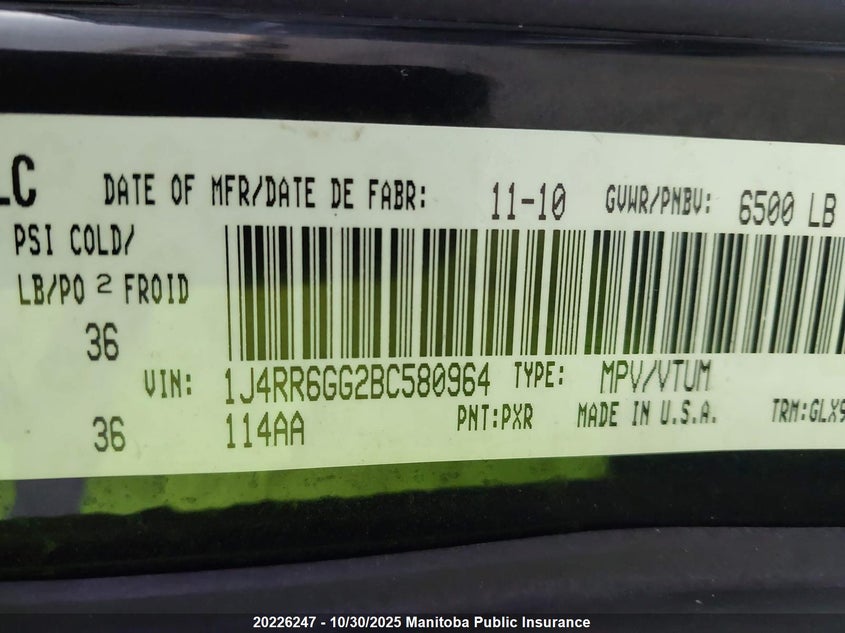 LC DATE OF MFR/DATE DE FABR: 11-10 GVWR/PNBV: 6500 LB
PSI COLD/
LB/PO 2 FROID
36
VIN: 1J4RR6GG2BC580964 TYPE: MPV/VTUM
36 114AA PNT:PXR MADE IN U.S.A. TRM:GLX9
20226247 - 10/30/2025 Manitoba Public Insurance